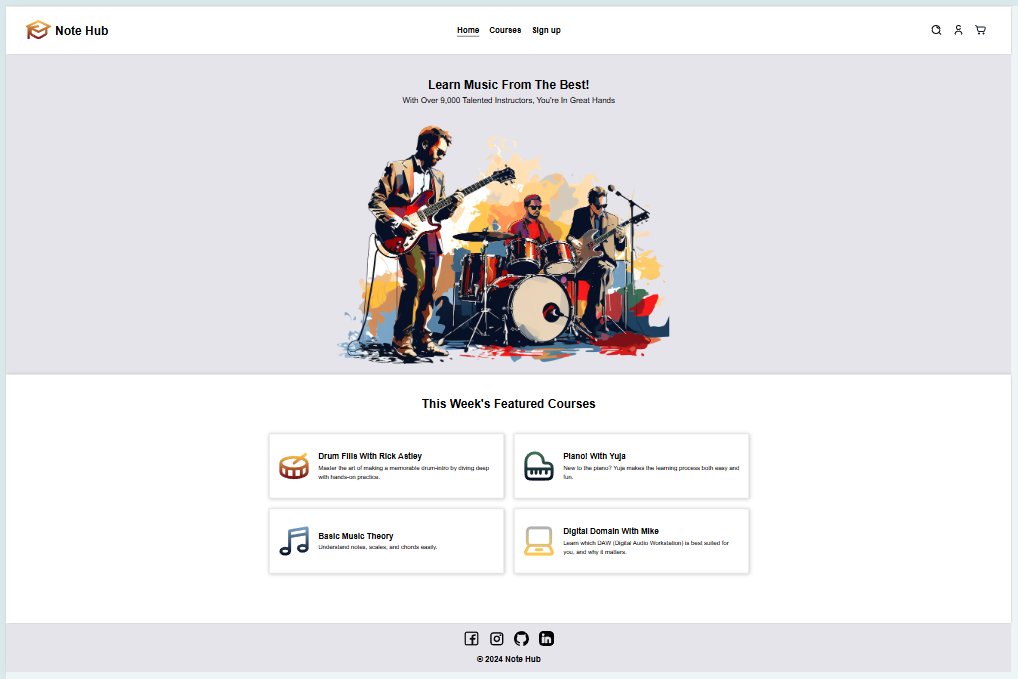 Note Hub
Home Courses Sign up
Learn Music From The Best!
With Over 9,000 Talented Instructors, You're In Great Hands
This Week's Featured Courses
Drum Fills With Rick Astley
Master the art of making a memorable drum-intro by diving deep
with hands-on practice.
Piano! With Yuja
New to the piano? Yuja makes the learning process both easy and
fun.
Basic Music Theory
Understand notes, scales, and chords easily.
Digital Domain With Mike
Learn which DAW (Digital Audio Workstation) is best suited for
you, and why it matters.
© 2024 Note Hub